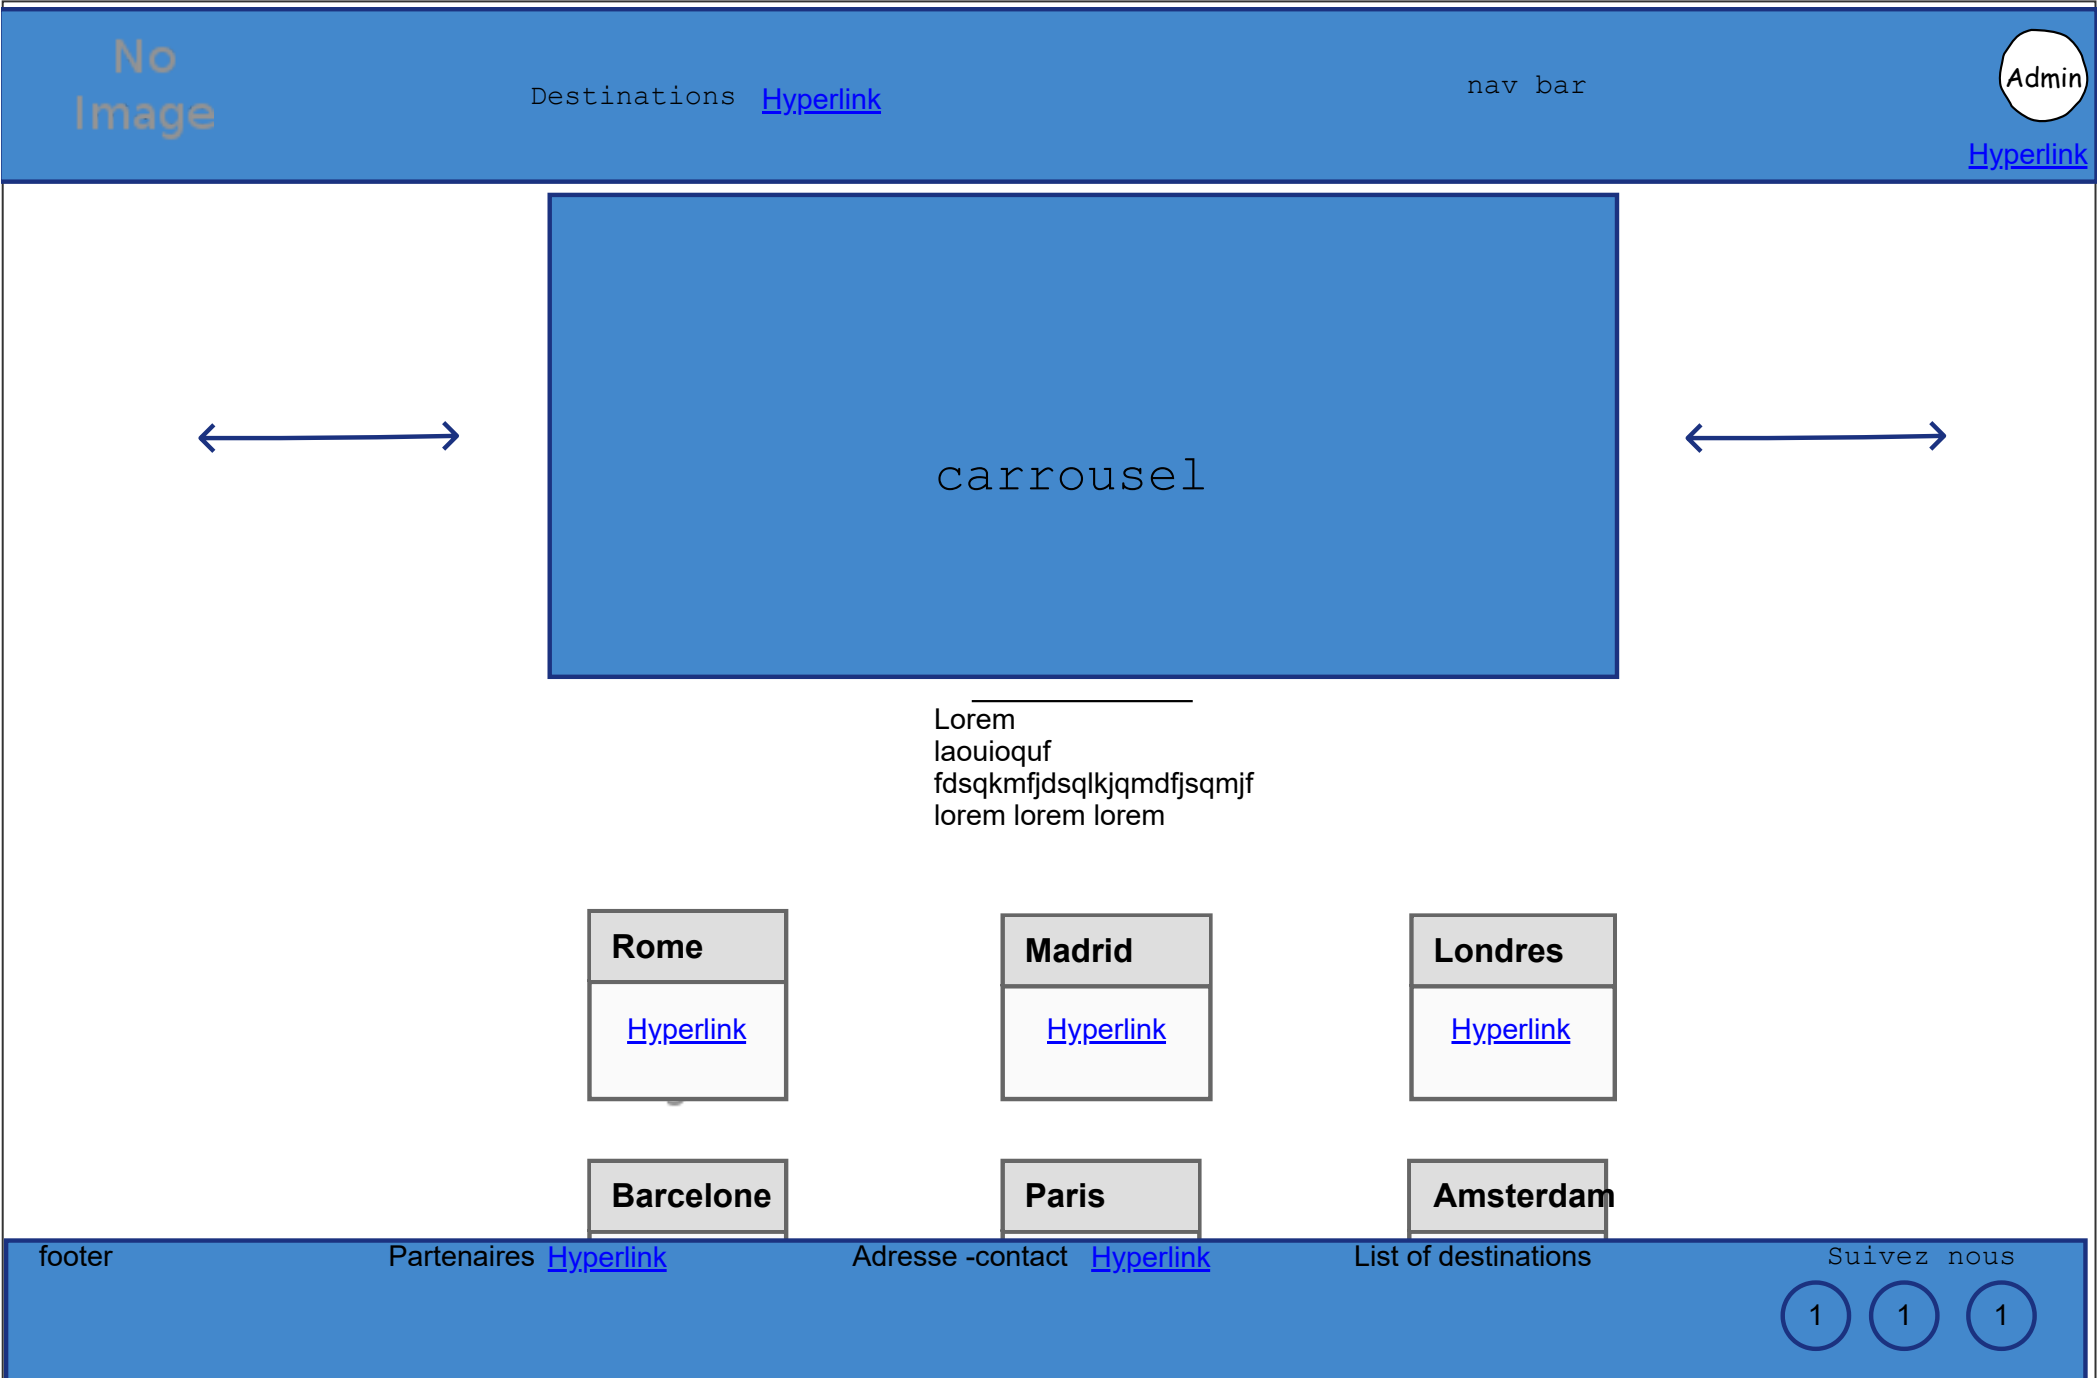 No
Image
Destinations Hyperlink
nav bar
Admin
Hyperlink
carrousel
Lorem
laouioquf
fdsqkmfjdsqlkjqmdfjsqmjf
lorem lorem lorem
Rome
Madrid
Londres
Hyperlink
Hyperlink
Hyperlink
Barcelone
Paris
Amsterdam
footer
Partenaires Hyperlink
Adresse -contact Hyperlink
List of destinations
Suivez nous
1
1
1